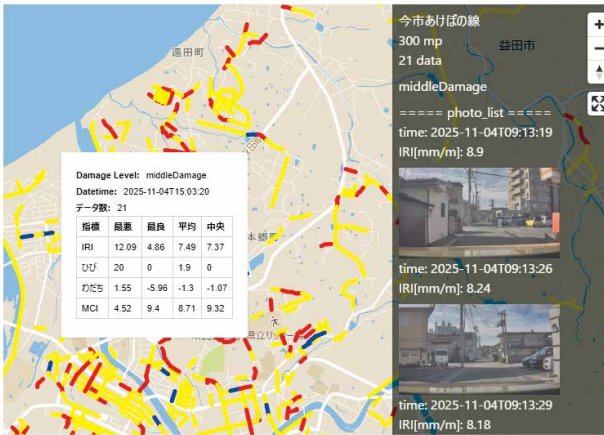 遠田町
益田市
本郷町
Damage Level: middleDamage
Datetime: 2025-11-04T15:03:20
データ数: 21
指標 最悪 最良 平均 中央
IRI 12.09 4.86 7.49 7.37
ひび 20 0 1.9 0
わだち 1.55 -5.96 -1.3 -1.07
MCI 4.52 9.4 8.71 9.32
今市あけぼの線
300 mp
21 data
middleDamage
===== photo_list =====
time: 2025-11-04T09:13:19
IRI[mm/m]: 8.9
time: 2025-11-04T09:13:26
IRI[mm/m]: 8.24
time: 2025-11-04T09:13:29
IRI[mm/m]: 8.18